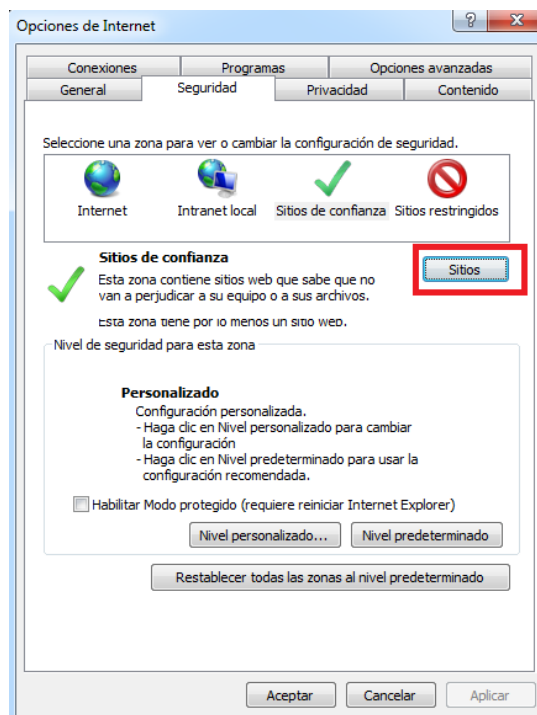 Opciones de Internet
Conexiones Programas Opciones avanzadas
General Seguridad Privacidad Contenido
Seleccione una zona para ver o cambiar la configuración de seguridad.
Internet Intranet local Sitios de confianza Sitios restringidos
Sitios de confianza
Sitios
Esta zona contiene sitios web que sabe que no
van a perjudicar a su equipo o a sus archivos.
Esta zona tiene por lo menos un sitio web.
Nivel de seguridad para esta zona
Personalizado
Configuración personalizada.
- Haga clic en Nivel personalizado para cambiar
la configuración
- Haga clic en Nivel predeterminado para usar la
configuración recomendada.
Habilitar Modo protegido (requiere reiniciar Internet Explorer)
Nivel personalizado... Nivel predeterminado
Restablecer todas las zonas al nivel predeterminado
Aceptar Cancelar Aplicar